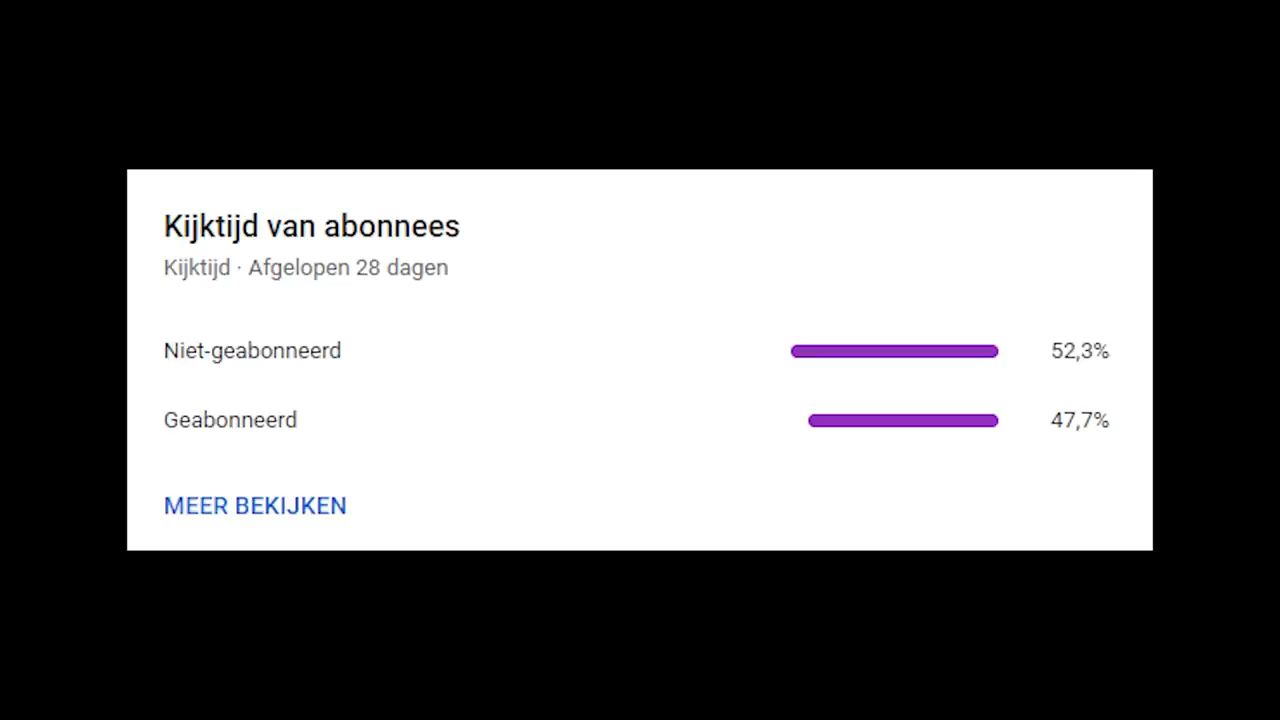 Kijktijd van abonnees
Kijktijd · Afgelopen 28 dagen
Niet-geabonneerd 52,3%
Geabonneerd 47,7%
MEER BEKIJKEN